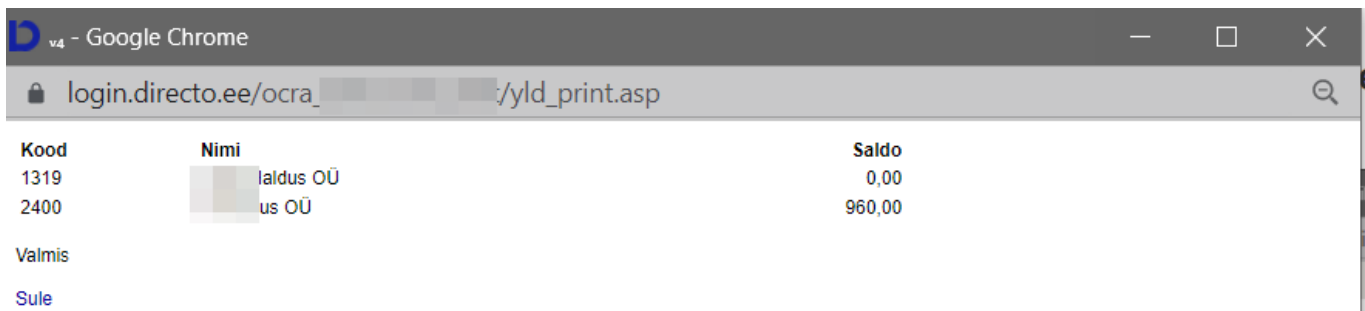 v4 - Google Chrome
login.directo.ee/ocra_ /yld_print.asp
Kood Nimi Saldo
1319 laldus OÜ 0,00
2400 us OÜ 960,00
Valmis
Sule